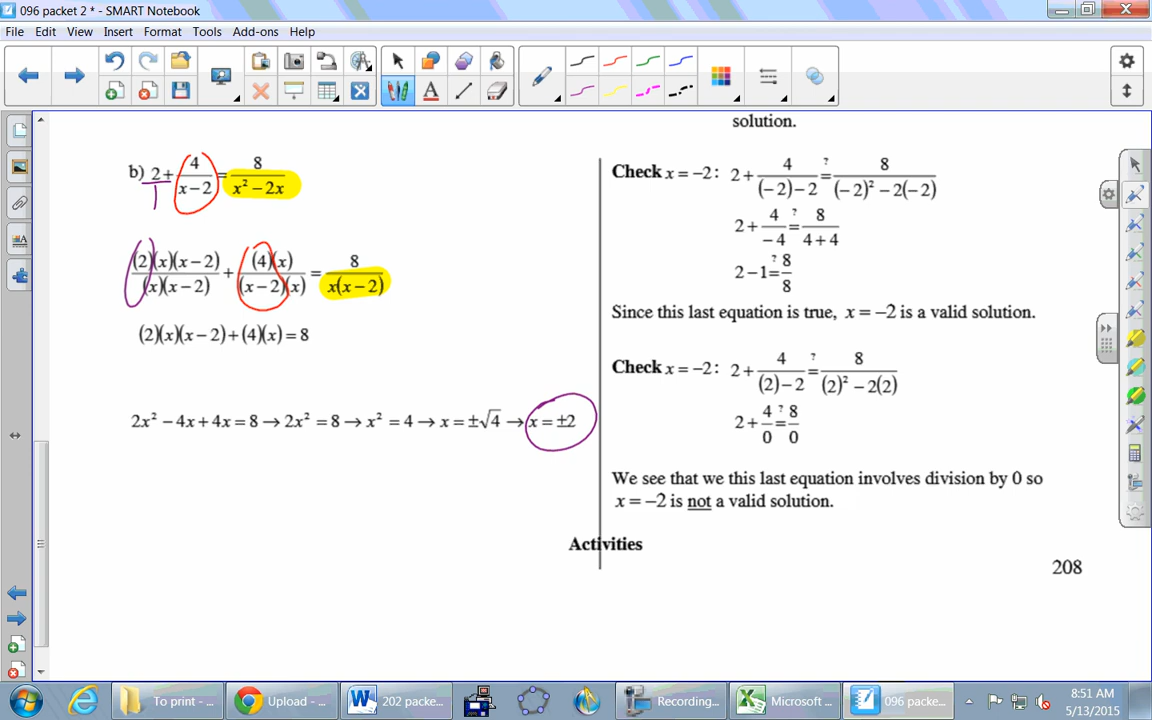 096 packet 2 * - SMART Notebook
File Edit View Insert Format Tools Add-ons Help
b) 2/1 + 4/(x−2) = 8/(x² − 2x)
(2)(x)(x−2)/(x)(x−2) + (4)(x)/(x−2)(x) = 8/x(x−2)
(2)(x)(x−2)+(4)(x)=8
2x² − 4x + 4x = 8 → 2x² = 8 → x² = 4 → x = ±√4 → x = ±2
solution.
Check x = −2: 2 + 4/((−2)−2) ?= 8/((−2)² − 2(−2))
2 + 4/−4 ?= 8/(4+4)
2−1 ?= 8/8
Since this last equation is true, x = −2 is a valid solution.
Check x = −2: 2 + 4/((2)−2) ?= 8/((2)² − 2(2))
2 + 4/0 ?= 8/0
We see that we this last equation involves division by 0 so
x = −2 is not a valid solution.
Activities
208
To print - ...
Upload - ...
202 packe...
Recording...
Microsoft ...
096 packe...
8:51 AM
5/13/2015